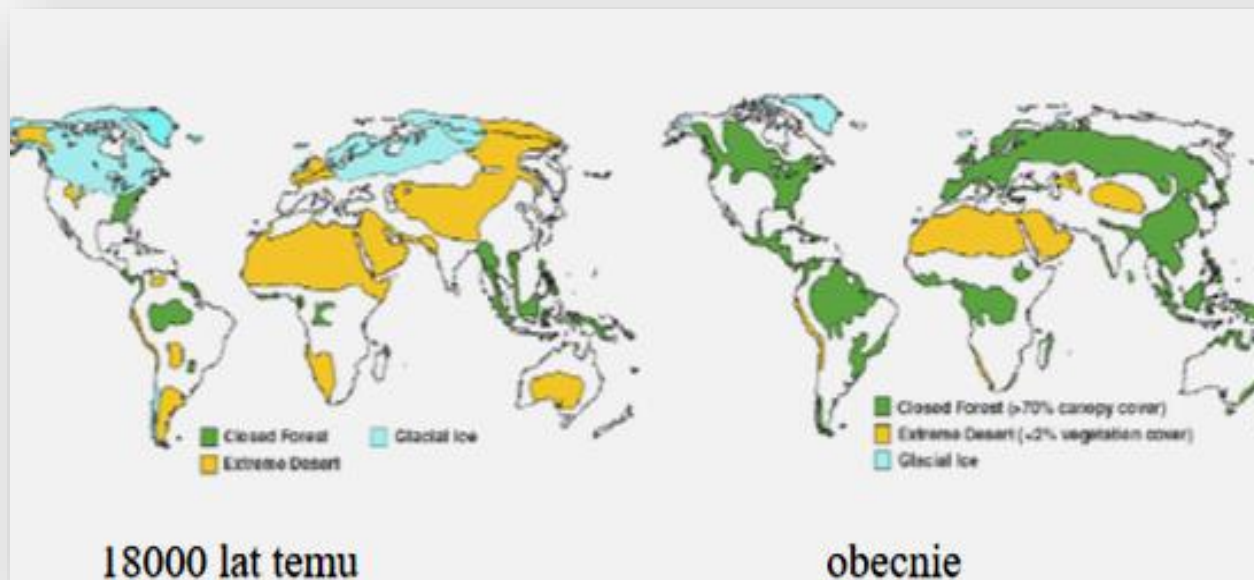 Closed Forest
Glacial Ice
Extreme Desert
Closed Forest (>70% canopy cover)
Extreme Desert (<2% vegetation cover)
Glacial Ice
18000 lat temu
obecnie